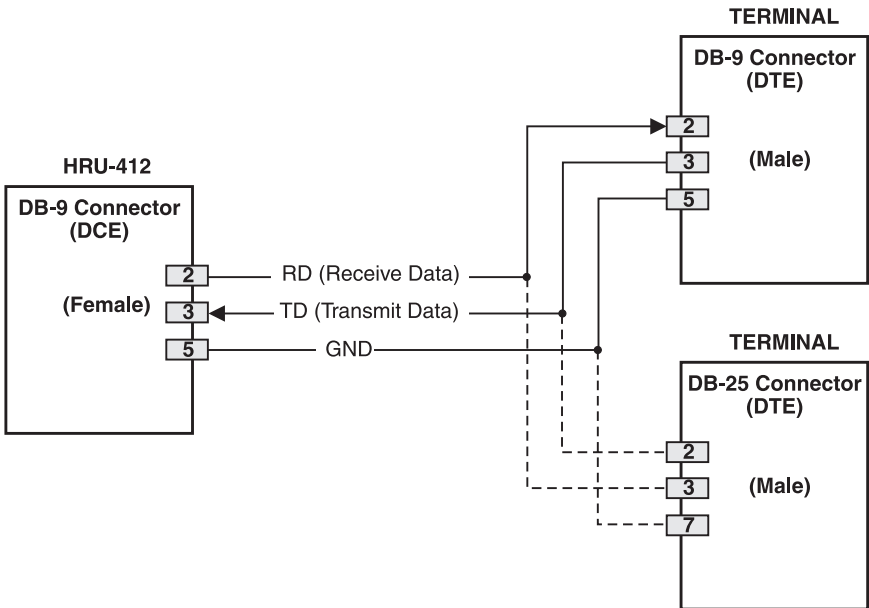 HRU-412
DB-9 Connector
(DCE)
(Female)
2
3
5
RD (Receive Data)
TD (Transmit Data)
GND
TERMINAL
DB-9 Connector
(DTE)
2
3
5
(Male)
TERMINAL
DB-25 Connector
(DTE)
2
3
7
(Male)